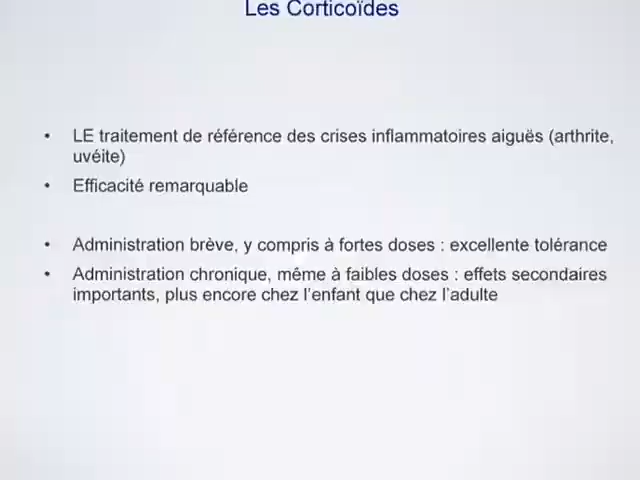 Les Corticoïdes
• LE traitement de référence des crises inflammatoires aiguës (arthrite,
uvéite)
• Efficacité remarquable
• Administration brève, y compris à fortes doses : excellente tolérance
• Administration chronique, même à faibles doses : effets secondaires
importants, plus encore chez l’enfant que chez l’adulte